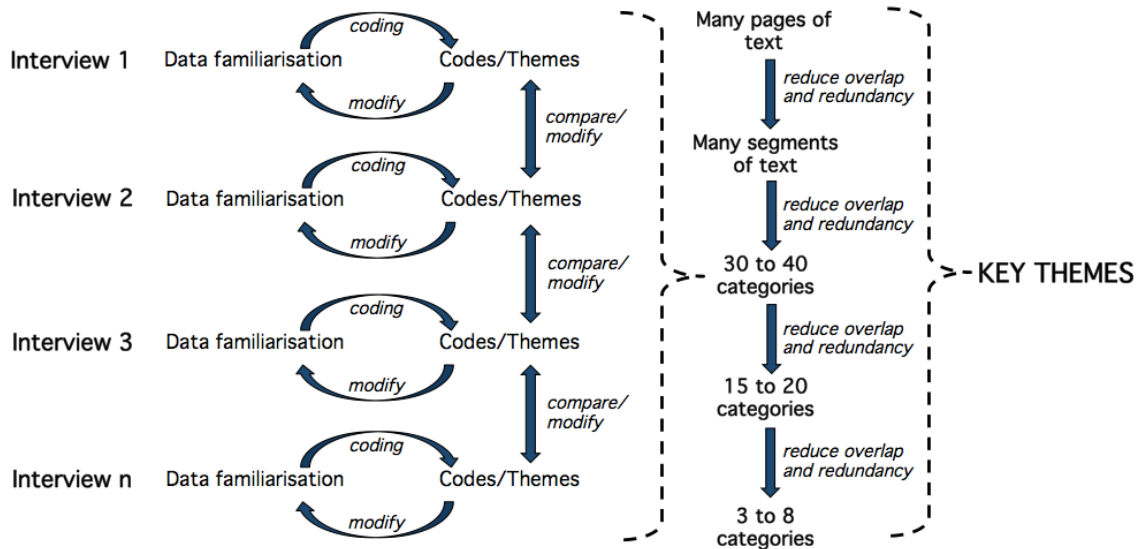 coding
Interview 1 Data familiarisation Codes/Themes
modify
compare/
modify
coding
Interview 2 Data familiarisation Codes/Themes
modify
compare/
modify
coding
Interview 3 Data familiarisation Codes/Themes
modify
compare/
modify
coding
Interview n Data familiarisation Codes/Themes
modify
Many pages of
text
reduce overlap
and redundancy
Many segments
of text
reduce overlap
and redundancy
30 to 40
categories
reduce overlap
and redundancy
15 to 20
categories
reduce overlap
and redundancy
3 to 8
categories
KEY THEMES